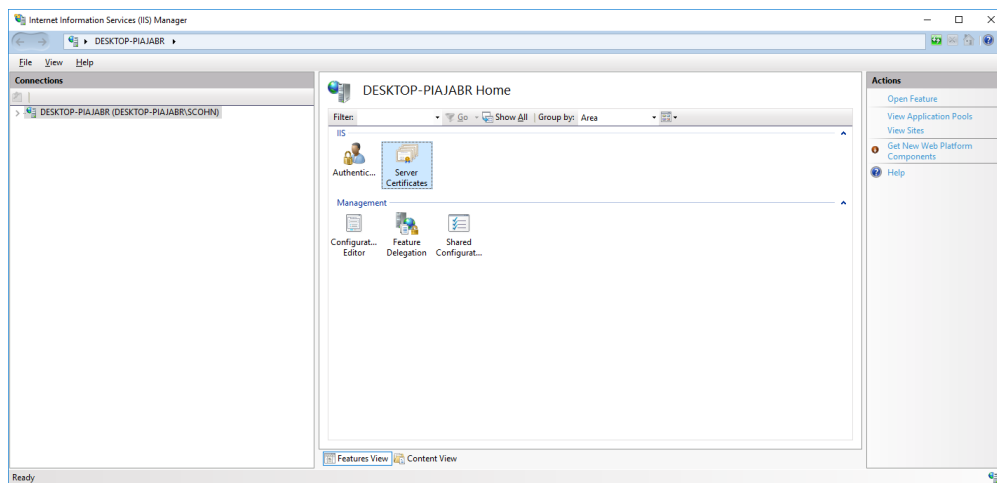 Internet Information Services (IIS) Manager
DESKTOP-PIAJABR
File View Help
Connections
DESKTOP-PIAJABR (DESKTOP-PIAJABR\SCOHN)
DESKTOP-PIAJABR Home
Filter: Go Show All Group by: Area
IIS
Authentic...
Server
Certificates
Management
Configurat...
Editor
Feature
Delegation
Shared
Configurat...
Features View Content View
Actions
Open Feature
View Application Pools
View Sites
Get New Web Platform
Components
Help
Ready